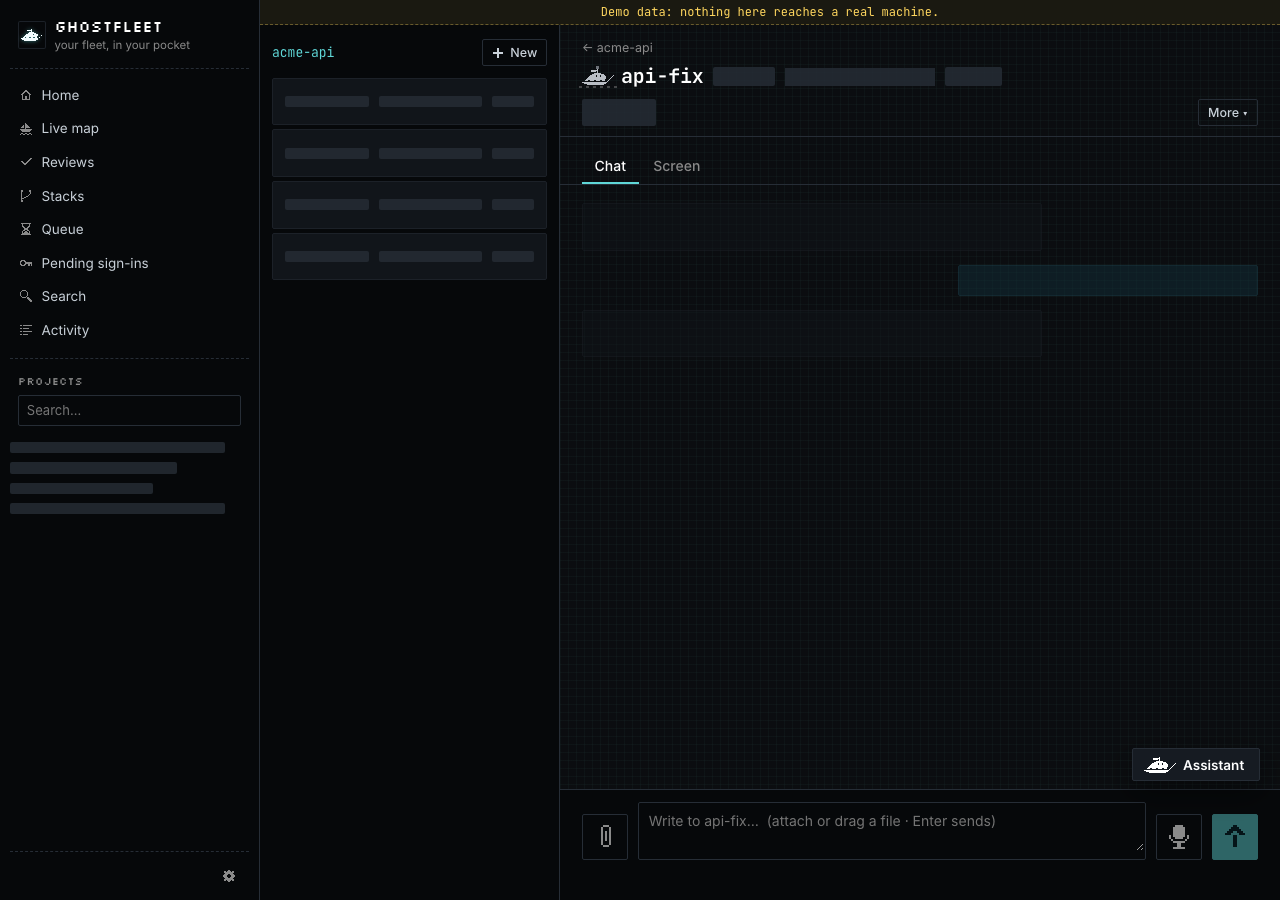 Demo data: nothing here reaches a real machine.
GHOSTFLEET
your fleet, in your pocket
Home
Live map
Reviews
Stacks
Queue
Pending sign-ins
Search
Activity
PROJECTS
Search...
acme-api
+ New
← acme-api
api-fix
More ▾
Chat
Screen
Assistant
Write to api-fix... (attach or drag a file · Enter sends)